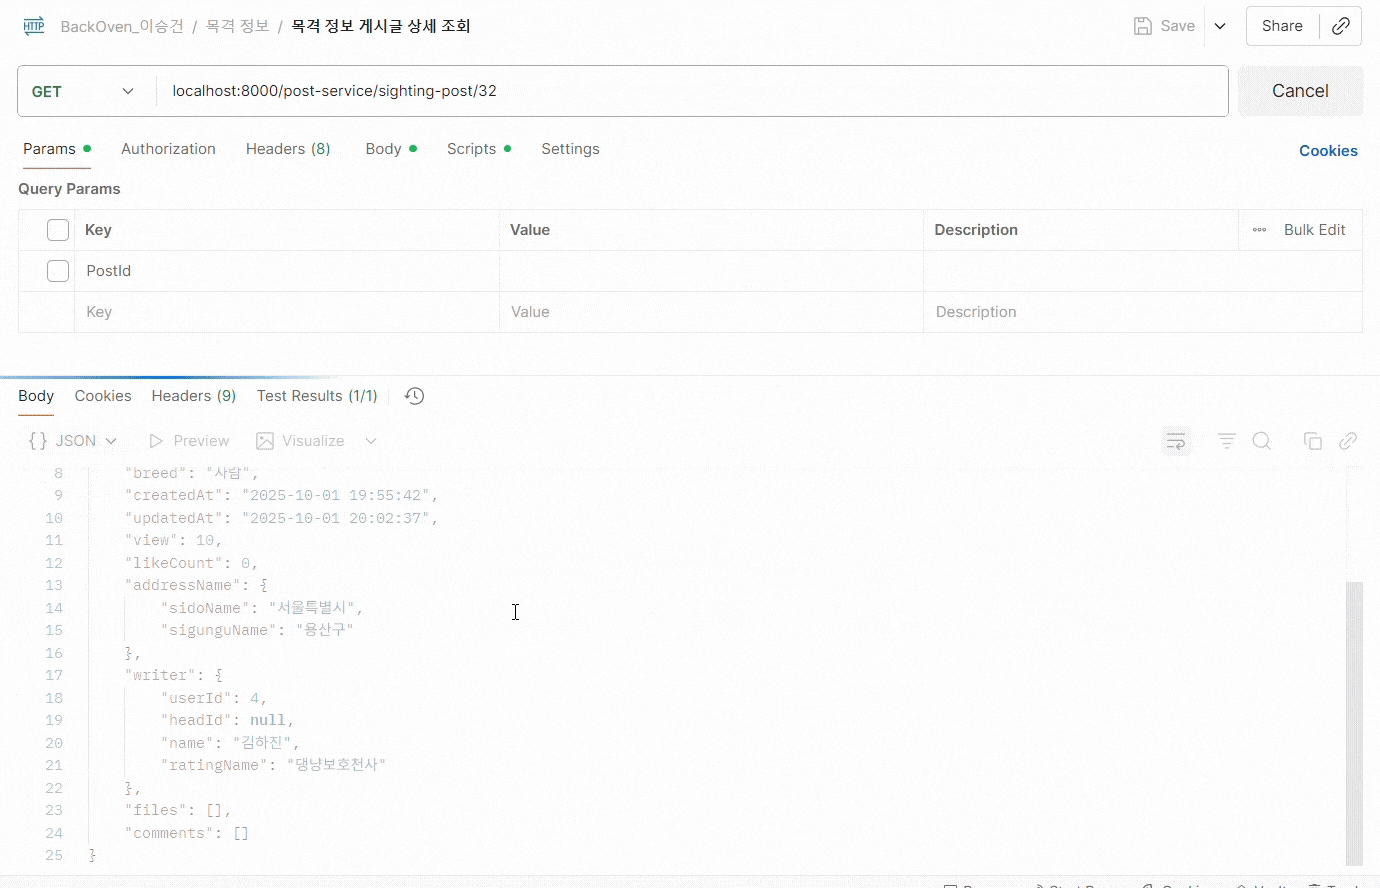 HTTP BackOven_이승건 / 목격 정보 / 목격 정보 게시글 상세 조회 Save Share
GET localhost:8000/post-service/sighting-post/32 Cancel
Params Authorization Headers (8) Body Scripts Settings Cookies
Query Params
Key Value Description Bulk Edit
PostId
Key Value Description
Body Cookies Headers (9) Test Results (1/1)
{} JSON Preview Visualize
8 "breed": "사람",
9 "createdAt": "2025-10-01 19:55:42",
10 "updatedAt": "2025-10-01 20:02:37",
11 "view": 10,
12 "likeCount": 0,
13 "addressName": {
14 "sidoName": "서울특별시",
15 "sigunguName": "용산구"
16 },
17 "writer": {
18 "userId": 4,
19 "headId": null,
20 "name": "김하진",
21 "ratingName": "댕냥보호천사"
22 },
23 "files": [],
24 "comments": []
25 }